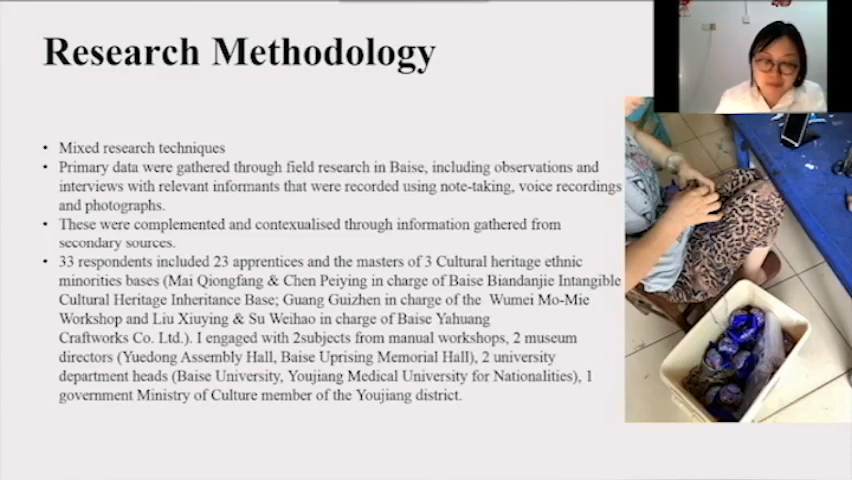 Research Methodology
• Mixed research techniques
• Primary data were gathered through field research in Baise, including observations and
interviews with relevant informants that were recorded using note-taking, voice recordings
and photographs.
• These were complemented and contexualised through information gathered from
secondary sources.
• 33 respondents included 23 apprentices and the masters of 3 Cultural heritage ethnic
minorities bases (Mai Qiongfang & Chen Peiying in charge of Baise Biandanjie Intangible
Cultural Heritage Inheritance Base; Guang Guizhen in charge of the Wumei Mo-Mie
Workshop and Liu Xiuying & Su Weihao in charge of Baise Yahuang
Craftworks Co. Ltd.). I engaged with 2subjects from manual workshops, 2 museum
directors (Yuedong Assembly Hall, Baise Uprising Memorial Hall), 2 university
department heads (Baise University, Youjiang Medical University for Nationalities), 1
government Ministry of Culture member of the Youjiang district.